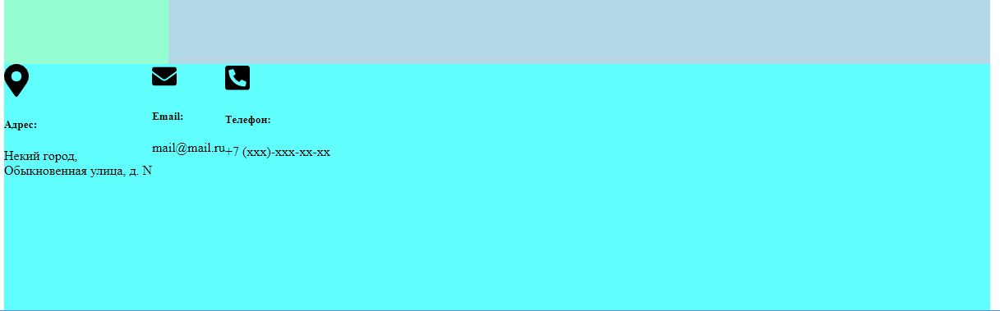 Адрес:
Некий город,
Обыкновенная улица, д. N
Email:
mail@mail.ru
Телефон:
+7 (xxx)-xxx-xx-xx